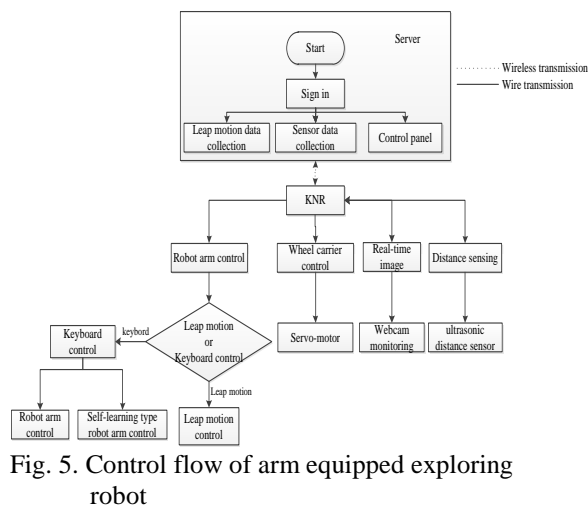 Server
Start
Sign in
Leap motion data
collection
Sensor data
collection
Control panel
Wireless transmission
Wire transmission
KNR
Robot arm control
Wheel carrier
control
Real-time
image
Distance sensing
Leap motion
or
Keyboard control
keybord
Keyboard
control
Servo-motor
Webcam
monitoring
ultrasonic
distance sensor
Leap motion
Robot arm
control
Self-learning type
robot arm control
Leap motion
control
Fig. 5. Control flow of arm equipped exploring
robot